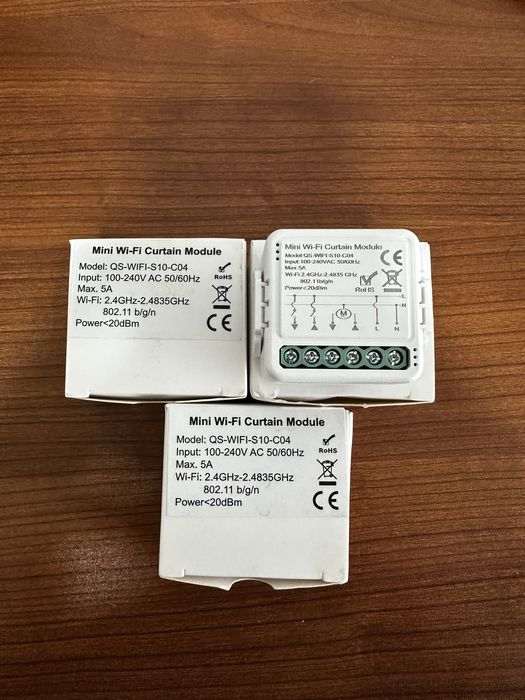 Mini Wi-Fi Curtain Module
Model: QS-WIFI-S10-C04
Input: 100-240V AC 50/60Hz
Max. 5A
Wi-Fi: 2.4GHz-2.4835GHz
802.11 b/g/n
Power<20dBm
RoHS
CE
Mini Wi-Fi Curtain Module
Model:QS-WIFI-S10-C04
Input: 100-240VAC 50/60Hz
Max 5A
Wi-Fi:2.4GHz-2.4835 GHz
802.11b/g/n
Power<20dBm
RoHS
CE
L
N
M
L
N
Mini Wi-Fi Curtain Module
Model: QS-WIFI-S10-C04
Input: 100-240V AC 50/60Hz
Max. 5A
Wi-Fi: 2.4GHz-2.4835GHz
802.11 b/g/n
Power<20dBm
RoHS
CE